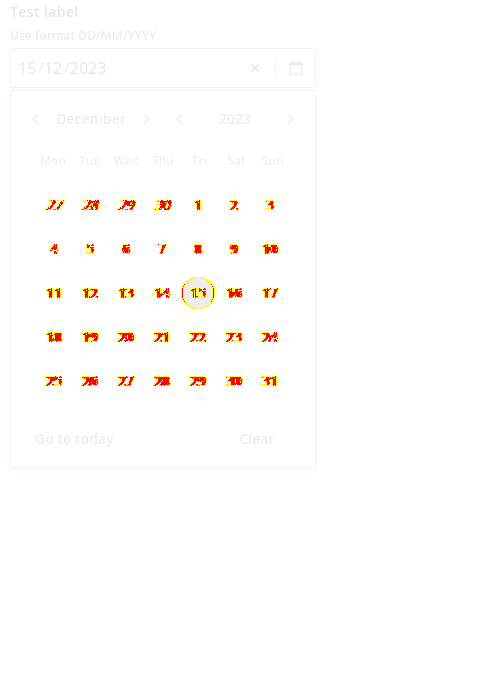 Test label
Use format DD/MM/YYYY
15/12/2023
December 2023
Mon Tue Wed Thu Fri Sat Sun
27 28 29 30 1 2 3
4 5 6 7 8 9 10
11 12 13 14 15 16 17
18 19 20 21 22 23 24
25 26 27 28 29 30 31
Go to today Clear